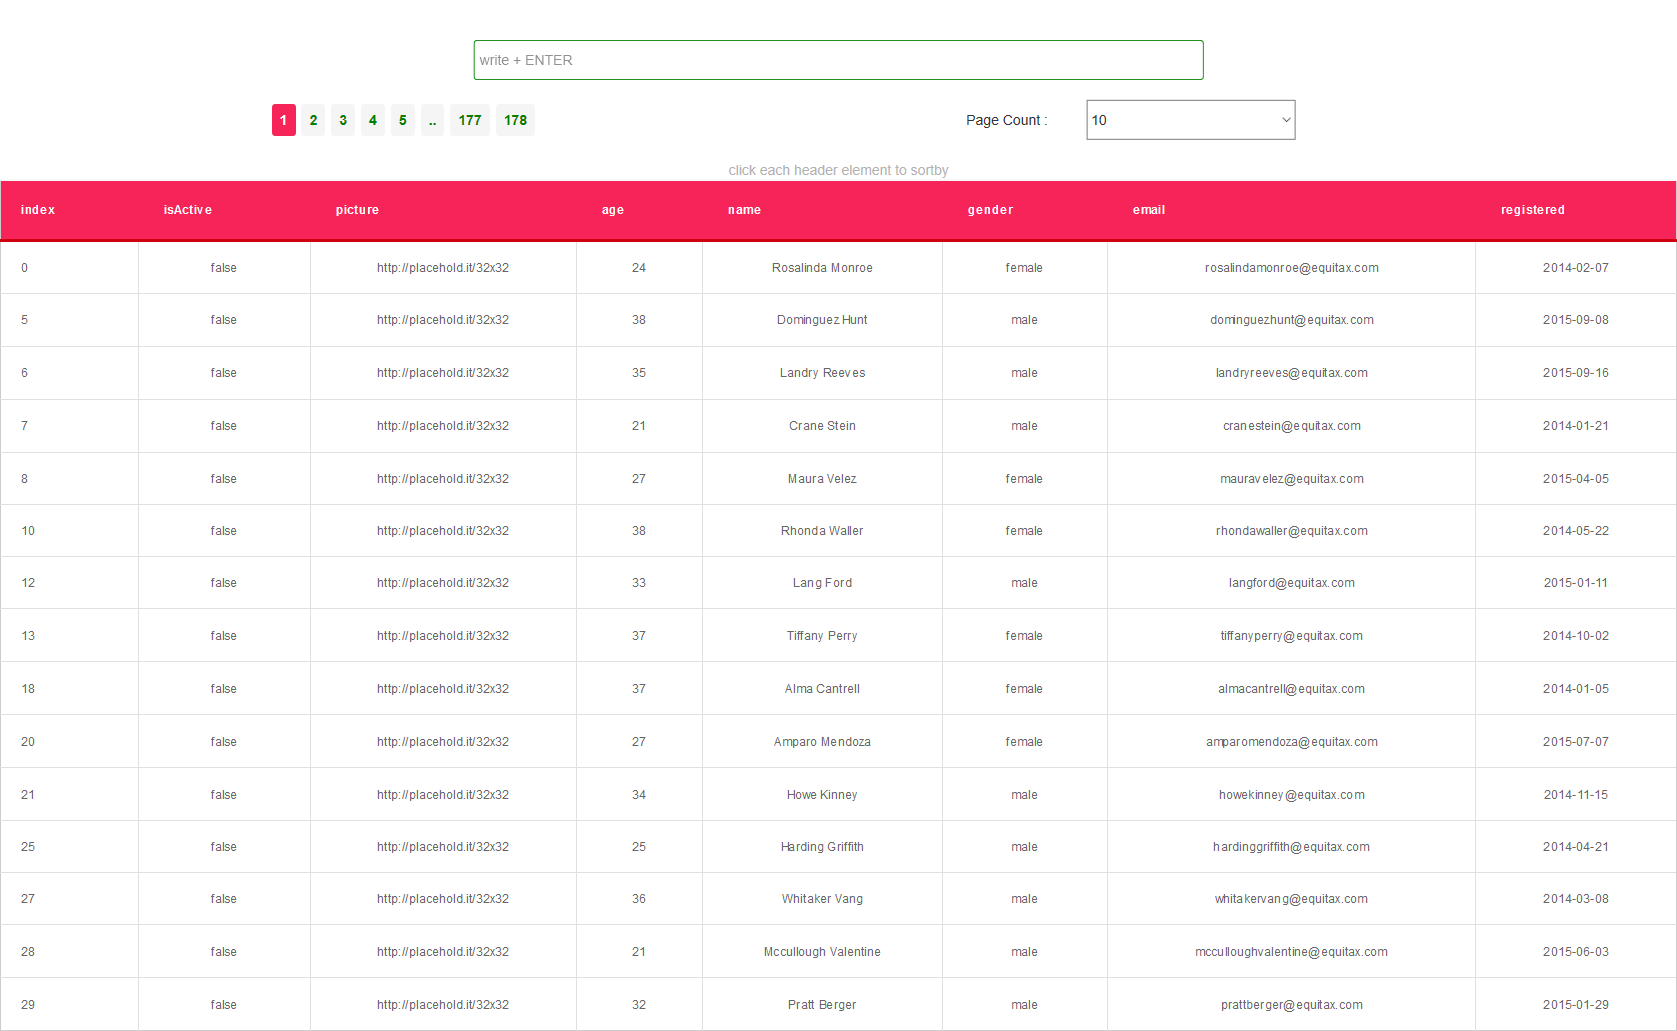 write + ENTER
1 2 3 4 5 .. 177 178 Page Count : 10
click each header element to sortby
index isActive picture age name gender email registered
0 false http://placehold.it/32x32 24 Rosalinda Monroe female rosalindamonroe@equitax.com 2014-02-07
5 false http://placehold.it/32x32 38 Dominguez Hunt male dominguezhunt@equitax.com 2015-09-08
6 false http://placehold.it/32x32 35 Landry Reeves male landryreeves@equitax.com 2015-09-16
7 false http://placehold.it/32x32 21 Crane Stein male cranestein@equitax.com 2014-01-21
8 false http://placehold.it/32x32 27 Maura Velez female mauravelez@equitax.com 2015-04-05
10 false http://placehold.it/32x32 38 Rhonda Waller female rhondawaller@equitax.com 2014-05-22
12 false http://placehold.it/32x32 33 Lang Ford male langford@equitax.com 2015-01-11
13 false http://placehold.it/32x32 37 Tiffany Perry female tiffanyperry@equitax.com 2014-10-02
18 false http://placehold.it/32x32 37 Alma Cantrell female almacantrell@equitax.com 2014-01-05
20 false http://placehold.it/32x32 27 Amparo Mendoza female amparomendoza@equitax.com 2015-07-07
21 false http://placehold.it/32x32 34 Howe Kinney male howekinney@equitax.com 2014-11-15
25 false http://placehold.it/32x32 25 Harding Griffith male hardinggriffith@equitax.com 2014-04-21
27 false http://placehold.it/32x32 36 Whitaker Vang male whitakervang@equitax.com 2014-03-08
28 false http://placehold.it/32x32 21 Mccullough Valentine male mcculloughvalentine@equitax.com 2015-06-03
29 false http://placehold.it/32x32 32 Pratt Berger male prattberger@equitax.com 2015-01-29